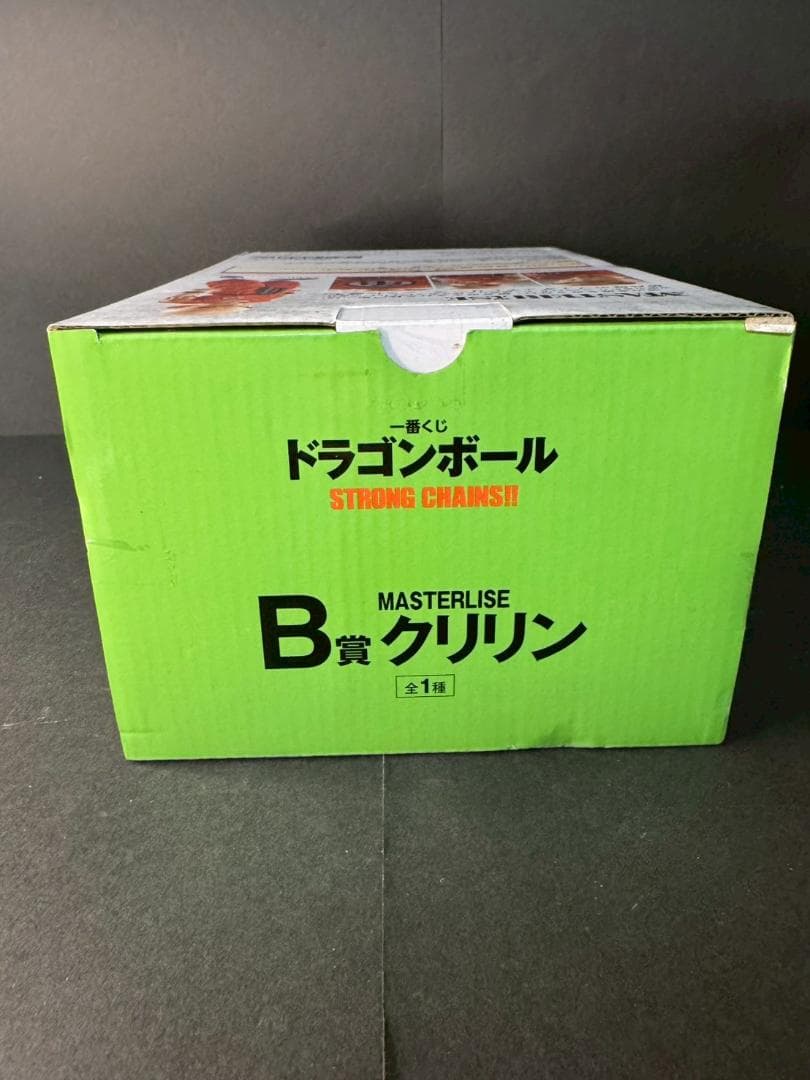 一番くじ
ドラゴンボール
STRONG CHAINS!!
MASTERLISE
B賞 クリリン
全1種